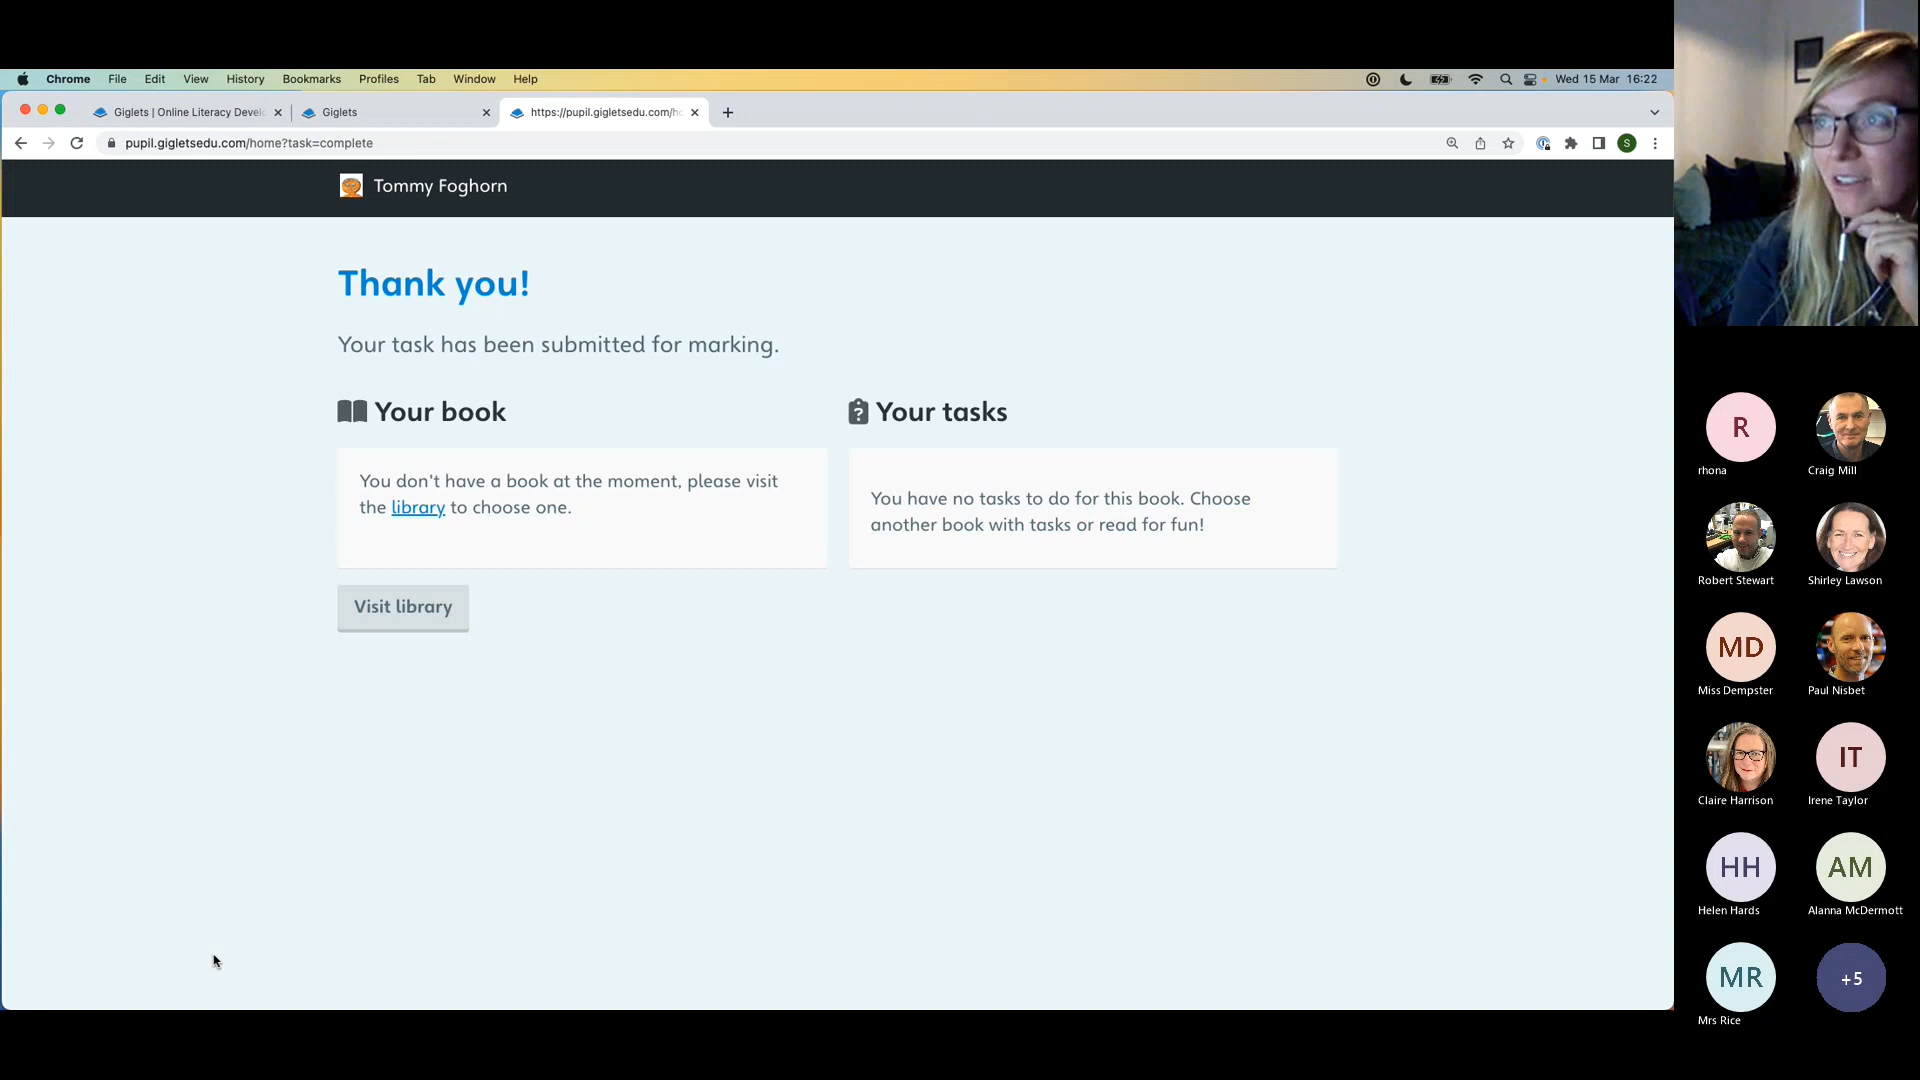 Chrome File Edit View History Bookmarks Profiles Tab Window Help
Wed 15 Mar 16:22
Giglets | Online Literacy Devel
Giglets
https://pupil.gigletsedu.com/ho
pupil.gigletsedu.com/home?task=complete
S
Tommy Foghorn
Thank you!
Your task has been submitted for marking.
Your book
You don't have a book at the moment, please visit
the library to choose one.
Visit library
Your tasks
You have no tasks to do for this book. Choose
another book with tasks or read for fun!
R
rhona
Craig Mill
Robert Stewart
Shirley Lawson
MD
Miss Dempster
Paul Nisbet
Claire Harrison
IT
Irene Taylor
HH
Helen Hards
AM
Alanna McDermott
MR
Mrs Rice
+5